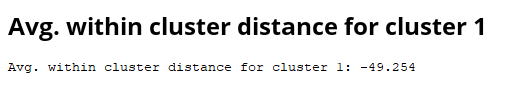 Avg. within cluster distance for cluster 1
Avg. within cluster distance for cluster 1: -49.254